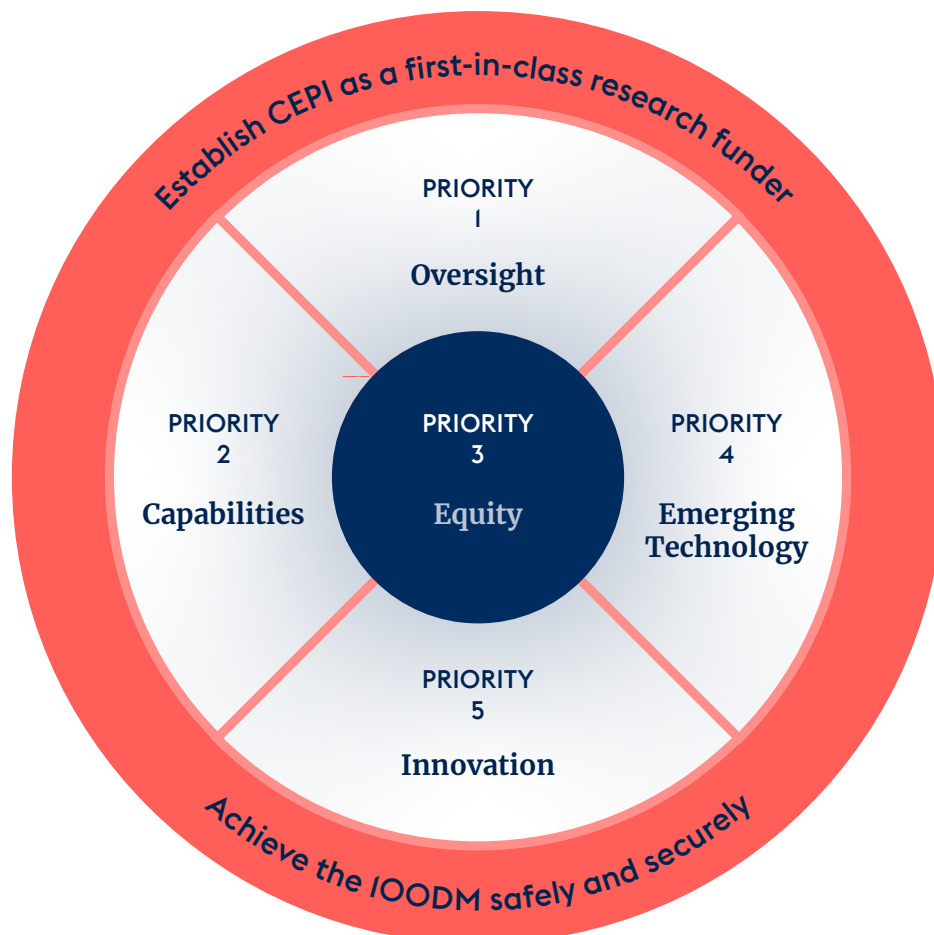 Establish CEPI as a first-in-class research funder
PRIORITY
1
Oversight
PRIORITY
2
Capabilities
PRIORITY
3
Equity
PRIORITY
4
Emerging
Technology
PRIORITY
5
Innovation
Achieve the 100DM safely and securely